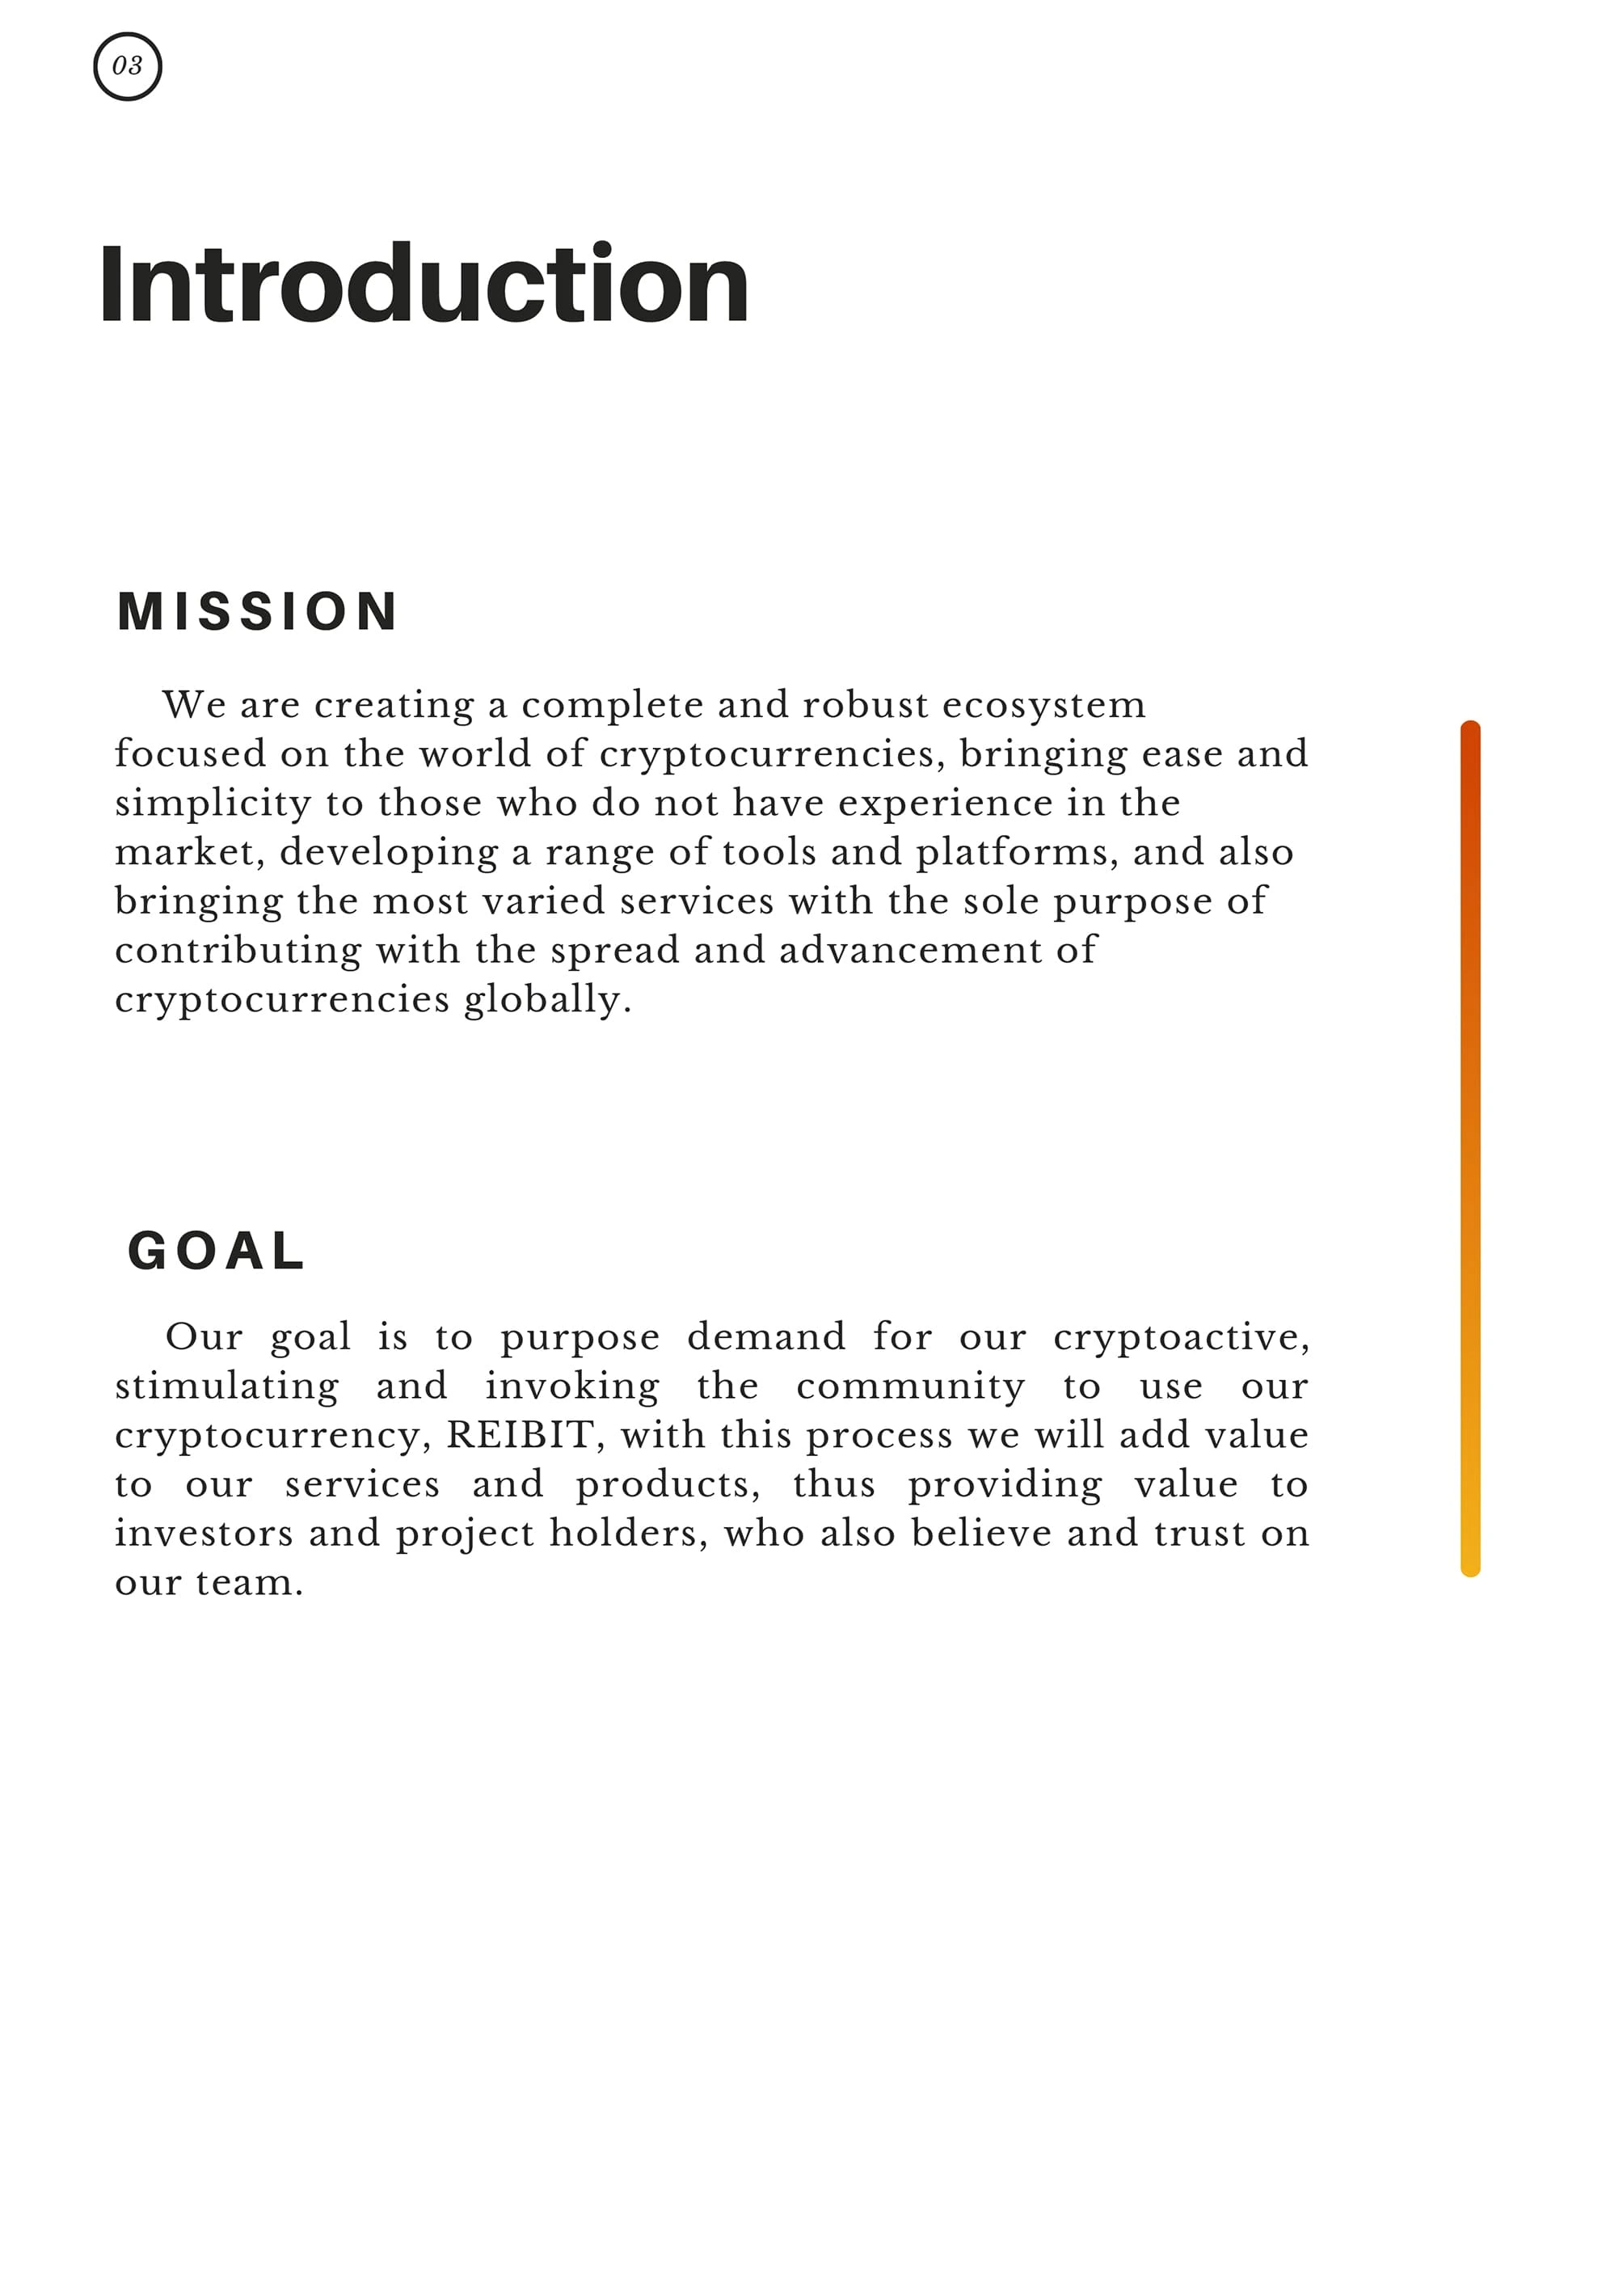 03
Introduction
MISSION
We are creating a complete and robust ecosystem
focused on the world of cryptocurrencies, bringing ease and
simplicity to those who do not have experience in the
market, developing a range of tools and platforms, and also
bringing the most varied services with the sole purpose of
contributing with the spread and advancement of
cryptocurrencies globally.
GOAL
Our goal is to purpose demand for our cryptoactive,
stimulating and invoking the community to use our
cryptocurrency, REIBIT, with this process we will add value
to our services and products, thus providing value to
investors and project holders, who also believe and trust on
our team.